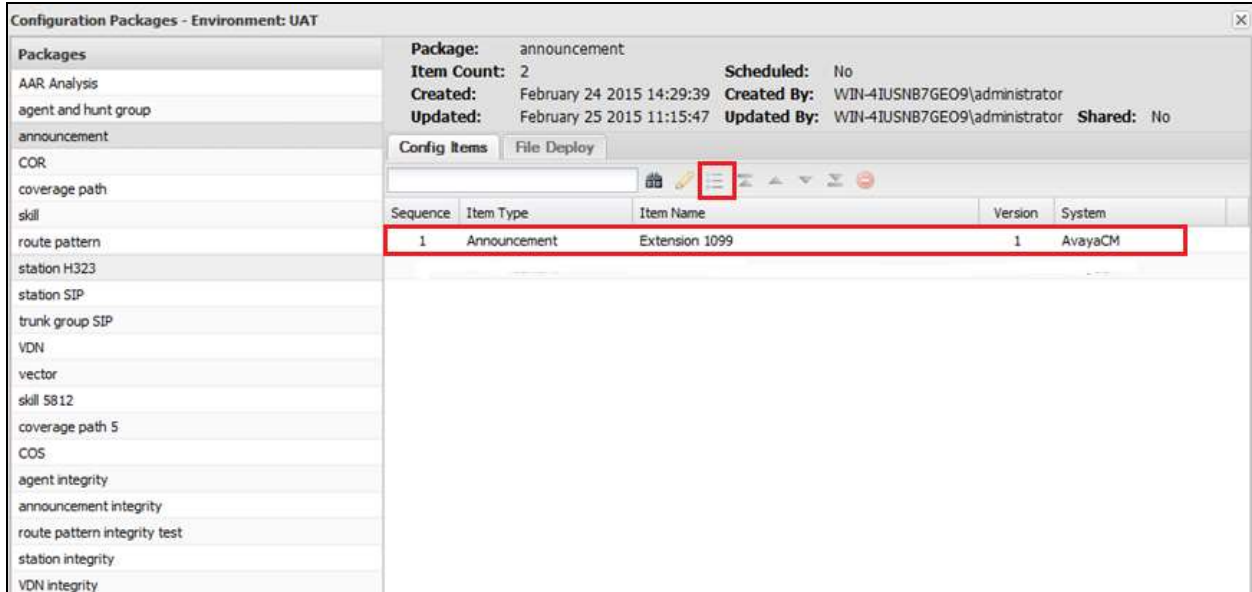 Configuration Packages - Environment: UAT
Packages
AAR Analysis
agent and hunt group
announcement
COR
coverage path
skill
route pattern
station H323
station SIP
trunk group SIP
VDN
vector
skill 5812
coverage path 5
COS
agent integrity
announcement integrity
route pattern integrity test
station integrity
VDN integrity
Package: announcement
Item Count: 2 Scheduled: No
Created: February 24 2015 14:29:39 Created By: WIN-4IUSNB7GEO9\administrator
Updated: February 25 2015 11:15:47 Updated By: WIN-4IUSNB7GEO9\administrator Shared: No
Config Items File Deploy
Sequence Item Type Item Name Version System
1 Announcement Extension 1099 1 AvayaCM